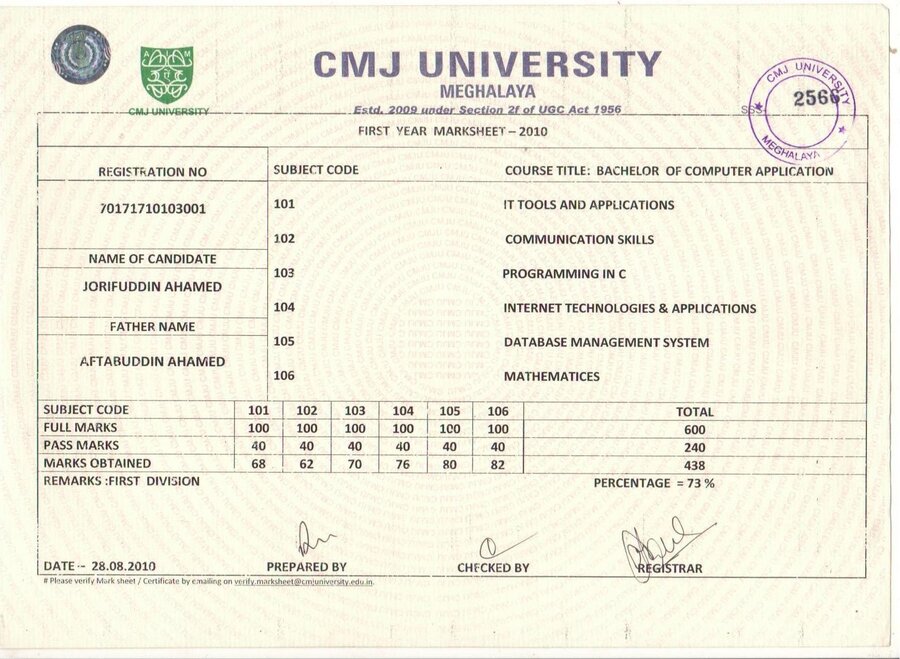 CMJ UNIVERSITY
MEGHALAYA
Estd. 2009 under Section 2f of UGC Act 1956
A M
CMJ UNIVERSITY
CMJ UNIVERSITY
2566
MEGHALAYA
FIRST YEAR MARKSHEET – 2010
REGISTRATION NO SUBJECT CODE COURSE TITLE: BACHELOR OF COMPUTER APPLICATION
70171710103001 101 IT TOOLS AND APPLICATIONS
102 COMMUNICATION SKILLS
NAME OF CANDIDATE
103 PROGRAMMING IN C
JORIFUDDIN AHAMED
104 INTERNET TECHNOLOGIES & APPLICATIONS
FATHER NAME
105 DATABASE MANAGEMENT SYSTEM
AFTABUDDIN AHAMED
106 MATHEMATICES
SUBJECT CODE 101 102 103 104 105 106 TOTAL
FULL MARKS 100 100 100 100 100 100 600
PASS MARKS 40 40 40 40 40 40 240
MARKS OBTAINED 68 62 70 76 80 82 438
REMARKS :FIRST DIVISION PERCENTAGE = 73 %
DATE :- 28.08.2010 PREPARED BY CHECKED BY REGISTRAR
# Please verify Mark sheet / Certificate by emailing on verify.marksheet@cmjuniversity.edu.in.